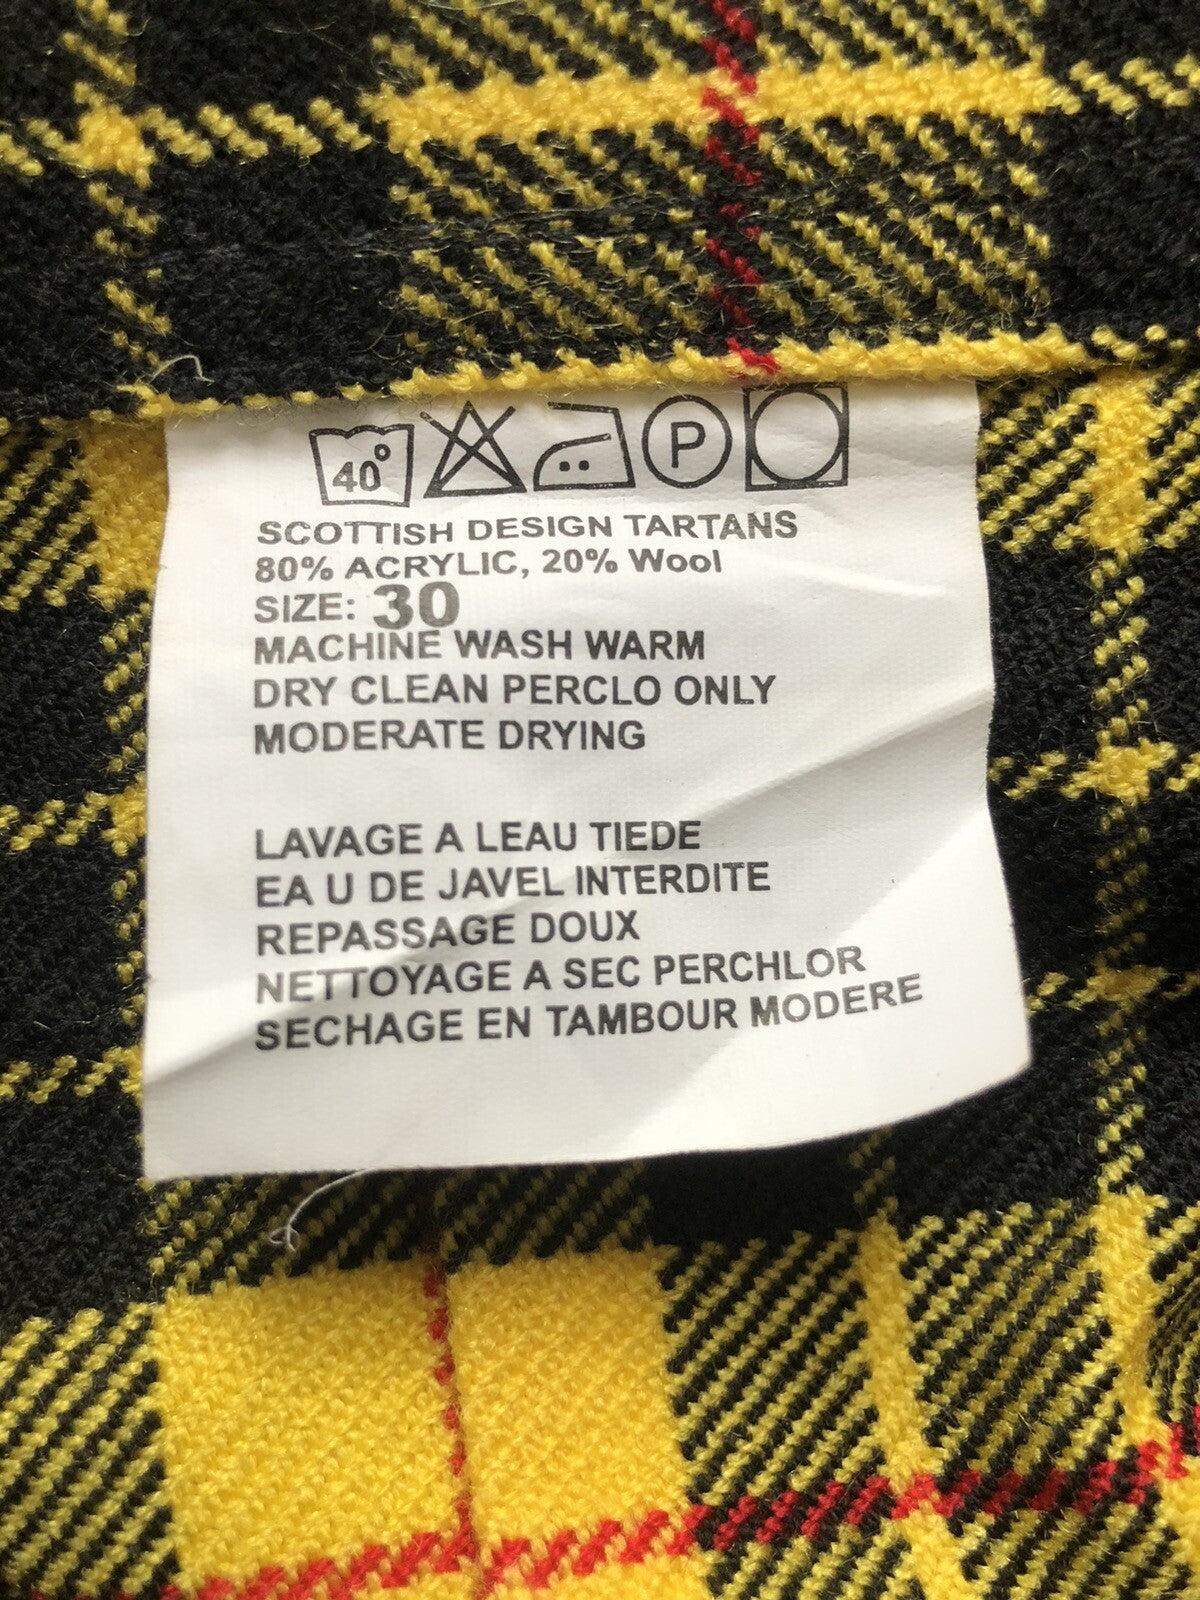 40°
P
SCOTTISH DESIGN TARTANS
80% ACRYLIC, 20% Wool
SIZE: 30
MACHINE WASH WARM
DRY CLEAN PERCLO ONLY
MODERATE DRYING
LAVAGE A LEAU TIEDE
EA U DE JAVEL INTERDITE
REPASSAGE DOUX
NETTOYAGE A SEC PERCHLOR
SECHAGE EN TAMBOUR MODERE